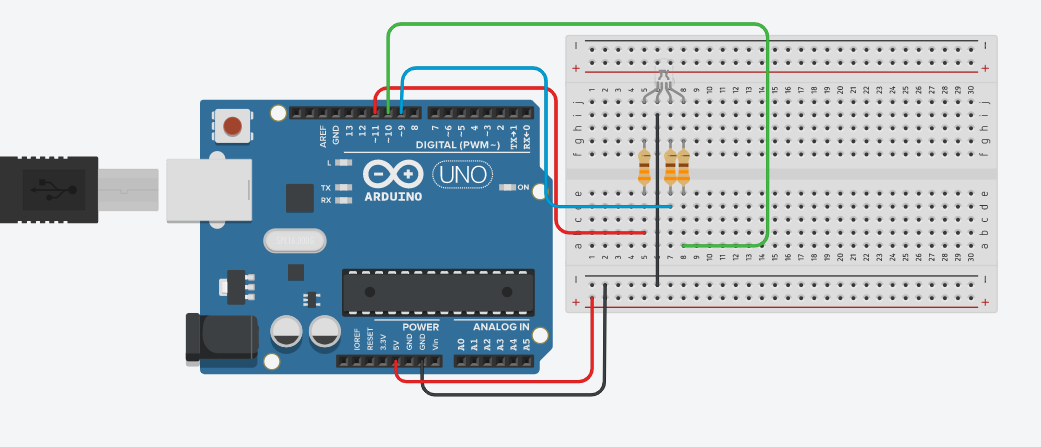 − −
+ +
1 2 3 4 5 6 7 8 9 10 11 12 13 14 15 16 17 18 19 20 21 22 23 24 25 26 27 28 29 30
j j
i i
h h
g g
f f
AREF GND 13 12 ~11 ~10 ~9 8 7 ~6 ~5 4 ~3 2 TX→1 RX←0
DIGITAL (PWM~)
L
TX
RX
ARDUINO
UNO
ON
e e
d d
c c
b b
a a
1 2 3 4 5 6 7 8 9 10 11 12 13 14 15 16 17 18 19 20 21 22 23 24 25 26 27 28 29 30
− −
+ +
POWER
ANALOG IN
IOREF RESET 3.3V 5V GND GND Vin A0 A1 A2 A3 A4 A5